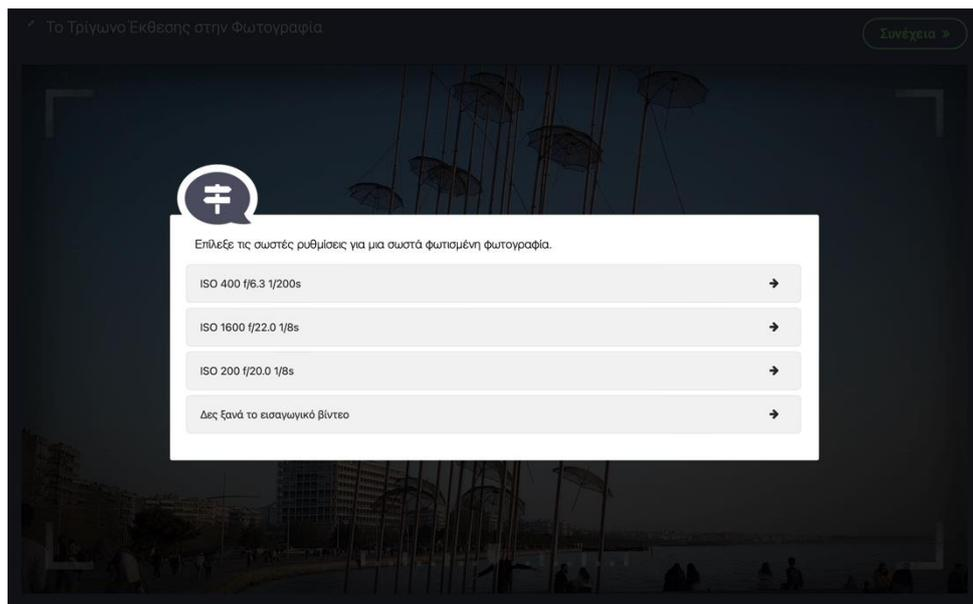 Το Τρίγωνο Έκθεσης στην Φωτογραφία
Συνέχεια »
Επίλεξε τις σωστές ρυθμίσεις για μια σωστά φωτισμένη φωτογραφία.
ISO 400 f/6.3 1/200s
ISO 1600 f/22.0 1/8s
ISO 200 f/20.0 1/8s
Δες ξανά το εισαγωγικό βίντεο